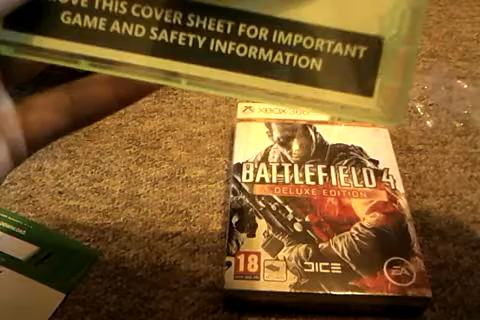 OVE THIS COVER SHEET FOR IMPORTANT
GAME AND SAFETY INFORMATION
XBOX 360
BATTLEFIELD 4
DELUXE EDITION
18
DICE
EA